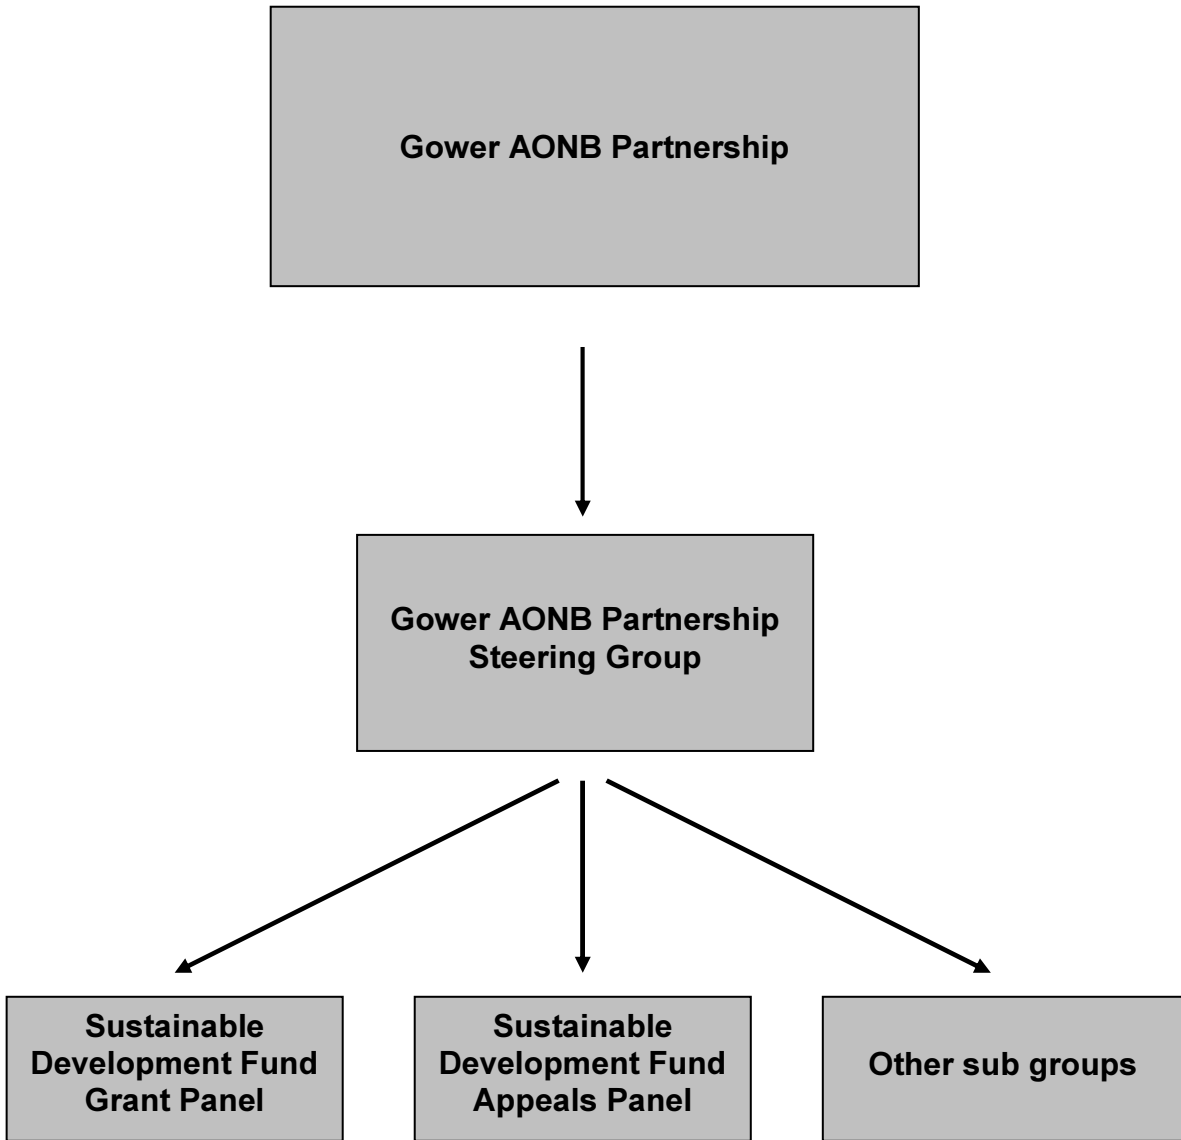 Gower AONB Partnership
Gower AONB Partnership
Steering Group
Sustainable
Development Fund
Grant Panel
Sustainable
Development Fund
Appeals Panel
Other sub groups